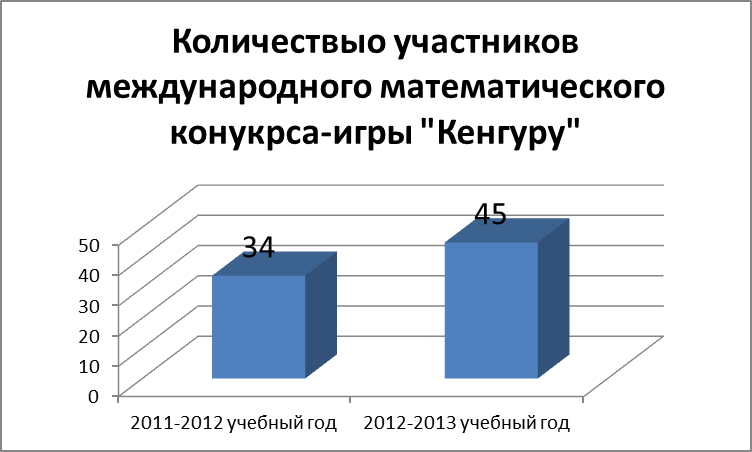 Количествыо участников
международного математического
конукрса-игры "Кенгуру"
45
34
50
40
30
20
10
0
2011-2012 учебный год
2012-2013 учебный год